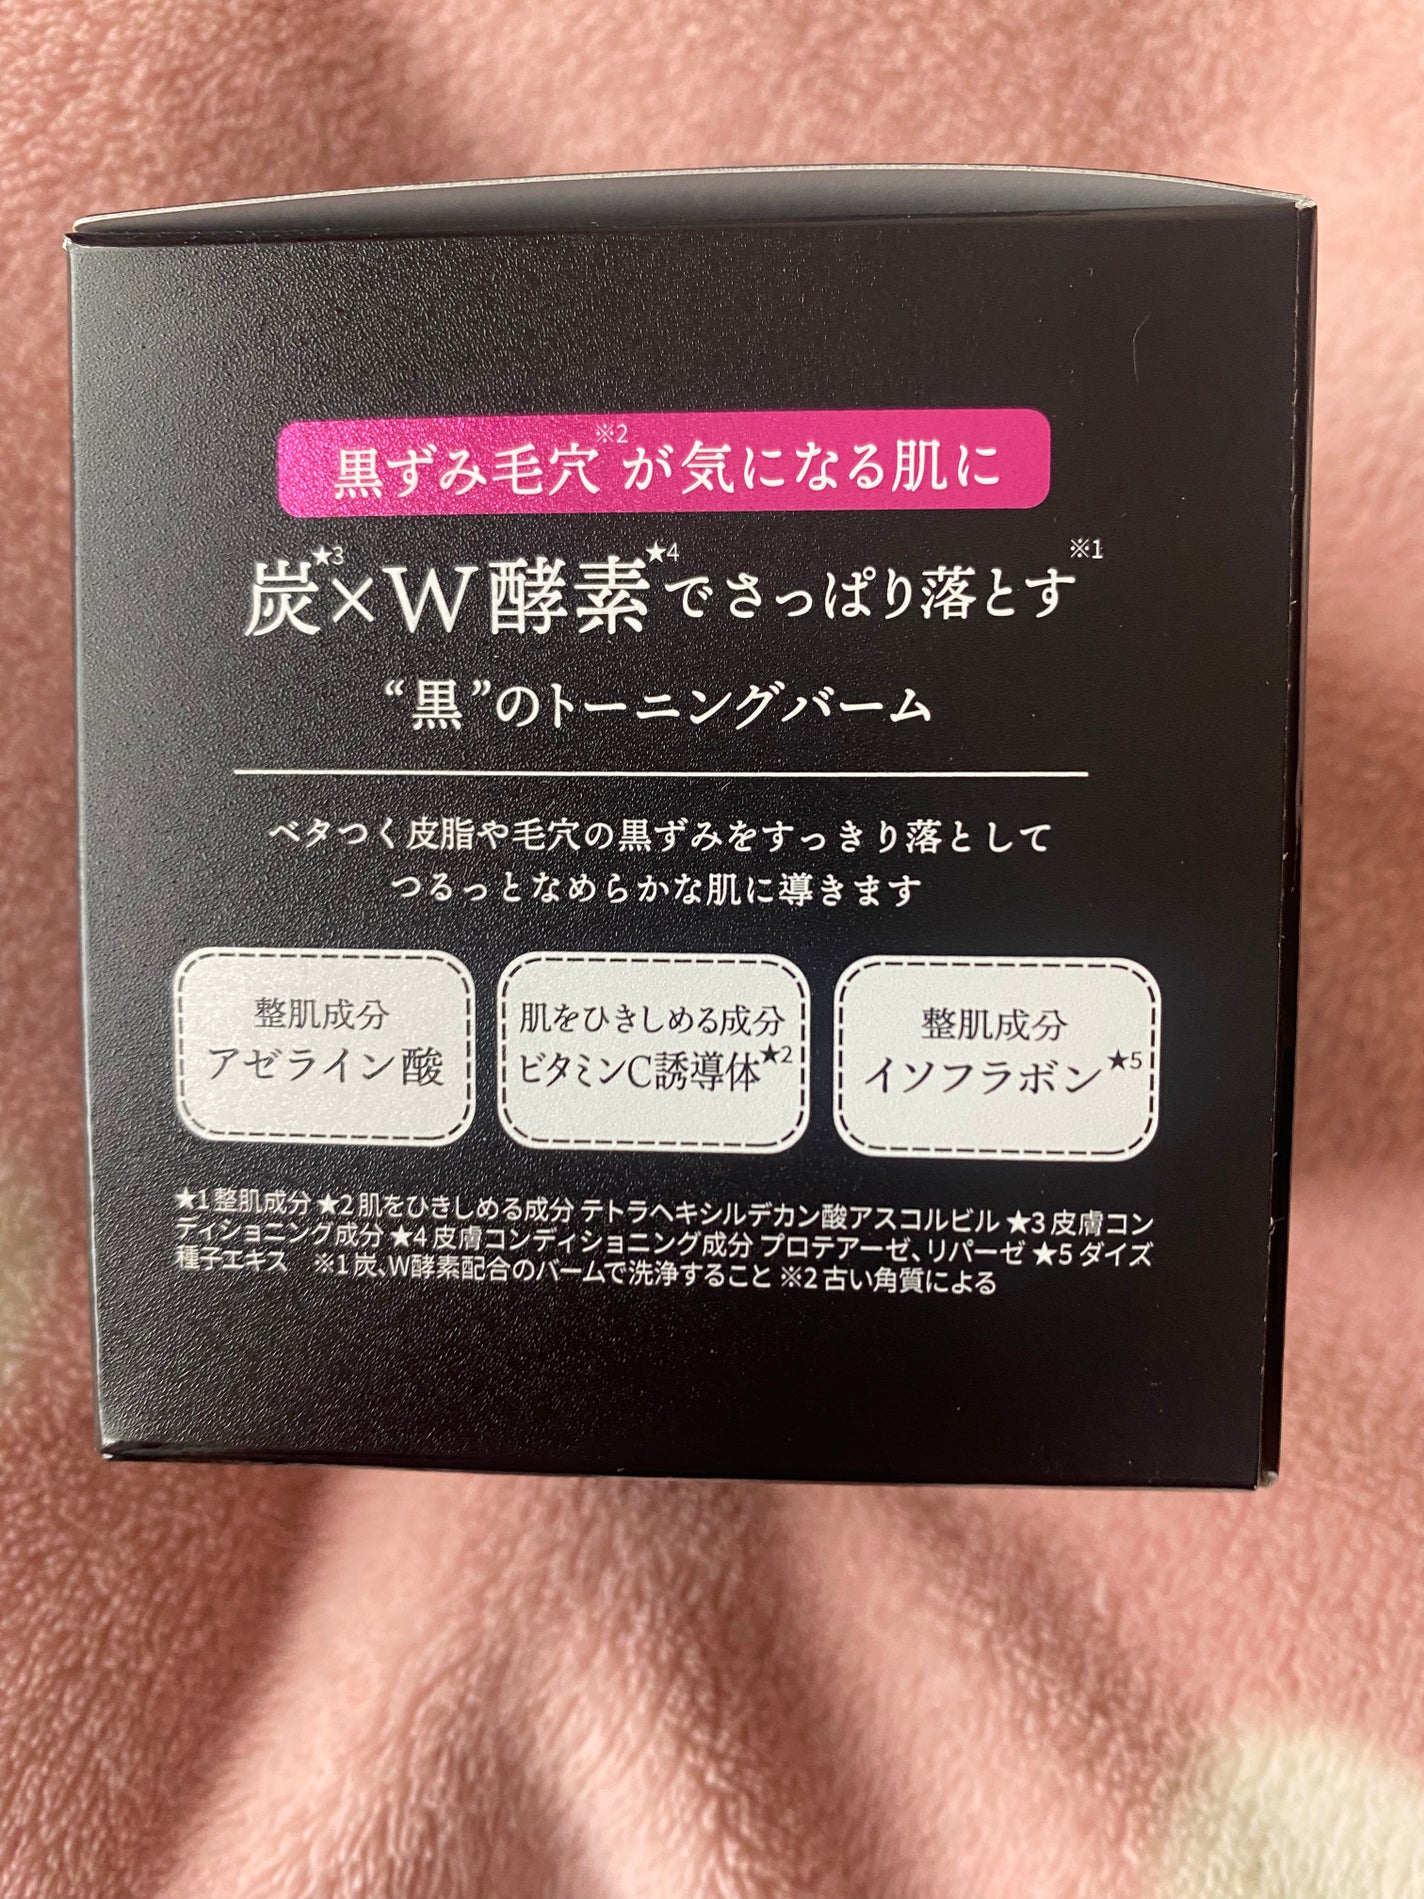 黒ずみ毛穴※2が気になる肌に
炭★3×W酵素★4でさっぱり落とす※1
“黒”のトーニングバーム
ベタつく皮脂や毛穴の黒ずみをすっきり落として
つるっとなめらかな肌に導きます
整肌成分
アゼライン酸
肌をひきしめる成分
ビタミンC誘導体★2
整肌成分
イソフラボン★5
★1 整肌成分 ★2 肌をひきしめる成分 テトラヘキシルデカン酸アスコルビル ★3 皮膚コン
ディショニング成分 ★4 皮膚コンディショニング成分 プロテアーゼ、リパーゼ ★5 ダイズ
種子エキス ※1 炭、W酵素配合のバームで洗浄すること ※2 古い角質による